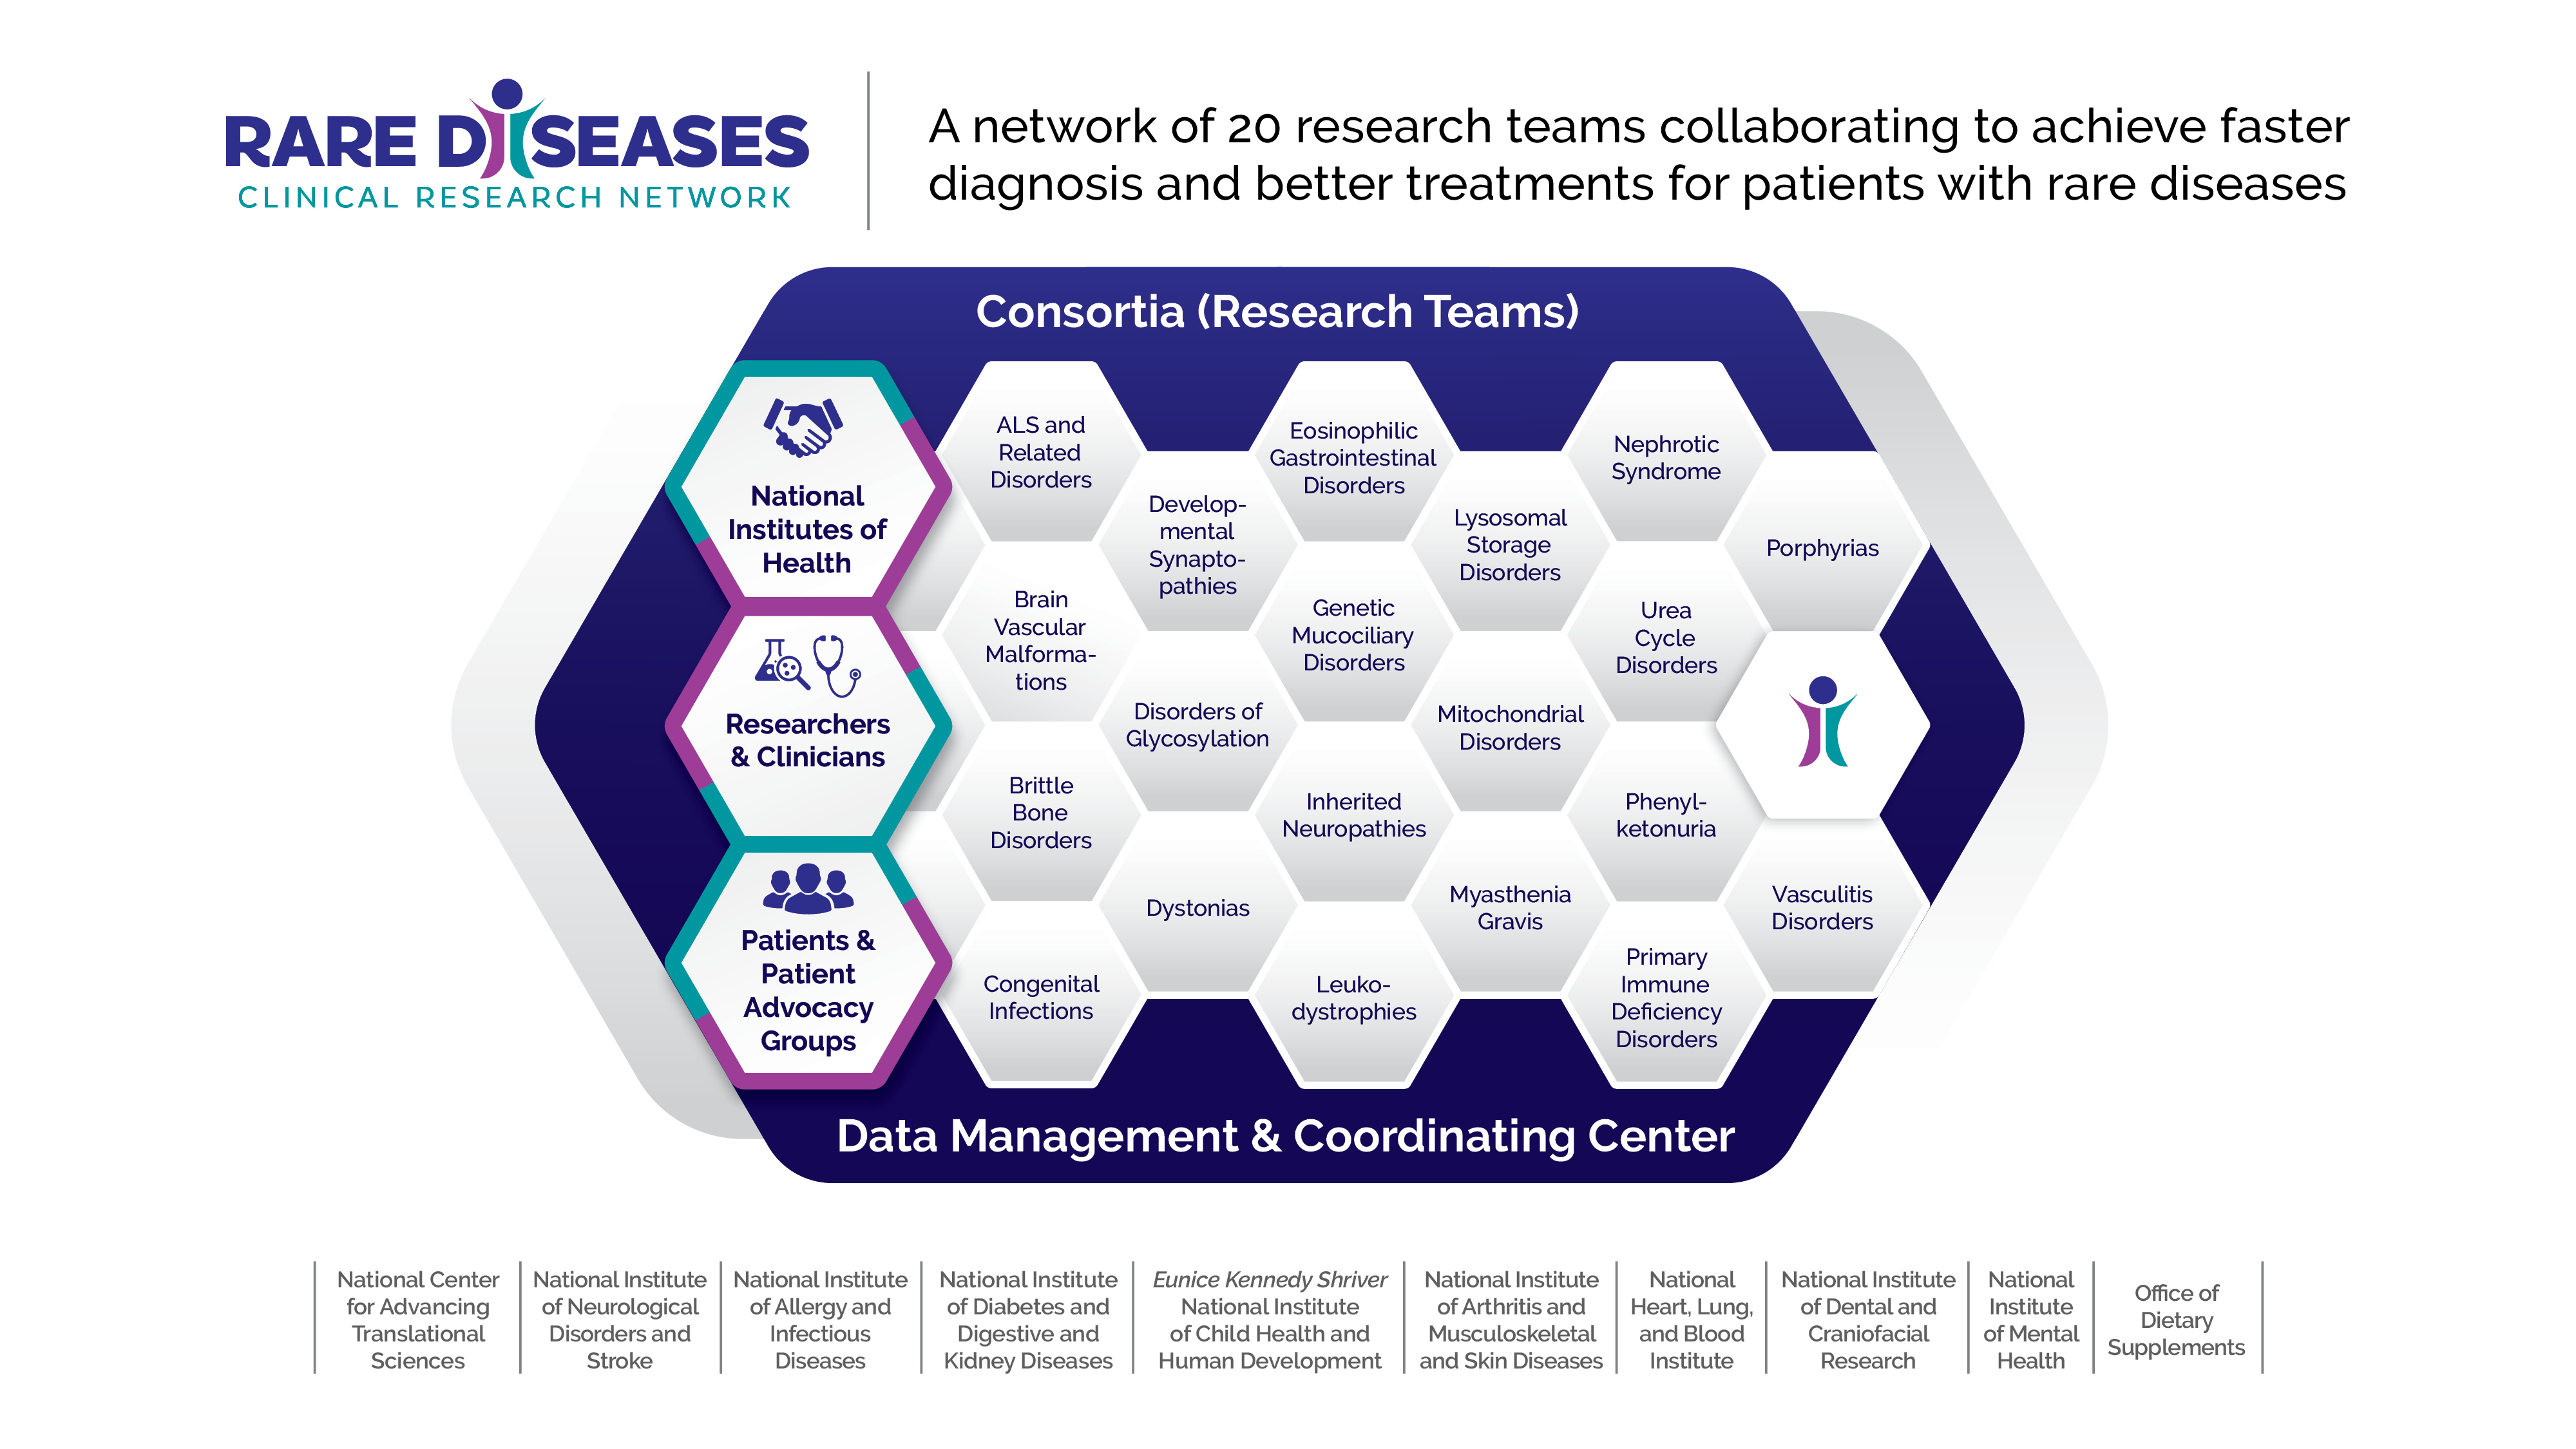 RARE DISEASES
CLINICAL RESEARCH NETWORK
A network of 20 research teams collaborating to achieve faster
diagnosis and better treatments for patients with rare diseases
Consortia (Research Teams)
National
Institutes of
Health
Researchers
& Clinicians
Patients &
Patient
Advocacy
Groups
ALS and
Related
Disorders
Brain
Vascular
Malforma-
tions
Brittle
Bone
Disorders
Congenital
Infections
Develop-
mental
Synapto-
pathies
Disorders of
Glycosylation
Dystonias
Eosinophilic
Gastrointestinal
Disorders
Genetic
Mucociliary
Disorders
Inherited
Neuropathies
Leuko-
dystrophies
Lysosomal
Storage
Disorders
Mitochondrial
Disorders
Myasthenia
Gravis
Nephrotic
Syndrome
Urea
Cycle
Disorders
Phenyl-
ketonuria
Primary
Immune
Deficiency
Disorders
Porphyrias
Vasculitis
Disorders
Data Management & Coordinating Center
National Center
for Advancing
Translational
Sciences
National Institute
of Neurological
Disorders and
Stroke
National Institute
of Allergy and
Infectious
Diseases
National Institute
of Diabetes and
Digestive and
Kidney Diseases
Eunice Kennedy Shriver
National Institute
of Child Health and
Human Development
National Institute
of Arthritis and
Musculoskeletal
and Skin Diseases
National
Heart, Lung,
and Blood
Institute
National Institute
of Dental and
Craniofacial
Research
National
Institute
of Mental
Health
Office of
Dietary
Supplements